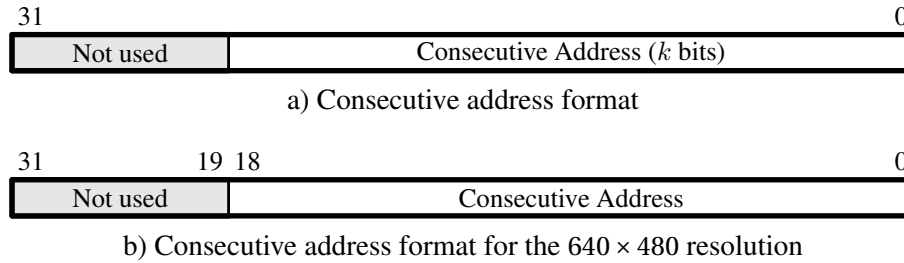 31 0
Not used Consecutive Address (k bits)
a) Consecutive address format
31 19 18 0
Not used Consecutive Address
b) Consecutive address format for the 640 × 480 resolution